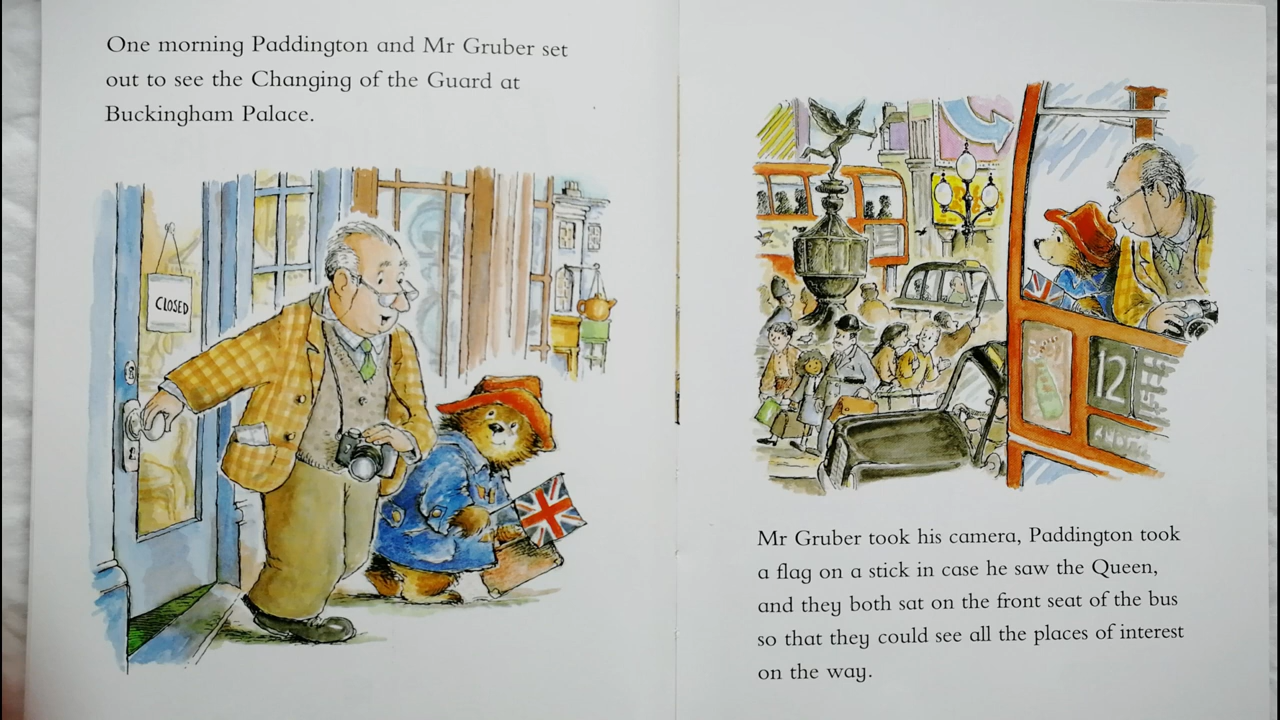 One morning Paddington and Mr Gruber set
out to see the Changing of the Guard at
Buckingham Palace.
CLOSED
12
Mr Gruber took his camera, Paddington took
a flag on a stick in case he saw the Queen,
and they both sat on the front seat of the bus
so that they could see all the places of interest
on the way.